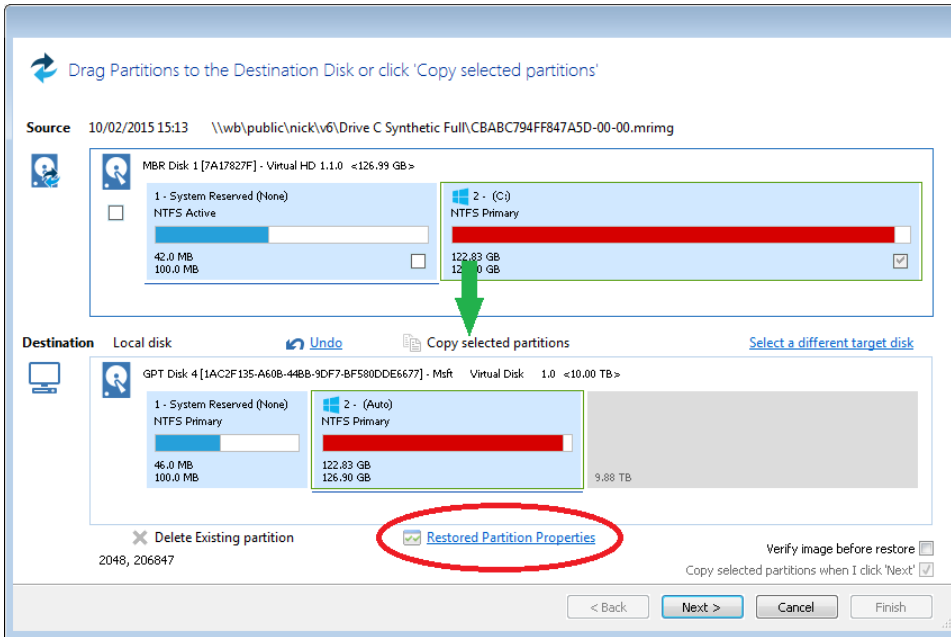 Drag Partitions to the Destination Disk or click 'Copy selected partitions'
Source 10/02/2015 15:13 \\wb\public\nick\v6\Drive C Synthetic Full\CBABC794FF847A5D-00-00.mrimg
MBR Disk 1 [7A17827F] - Virtual HD 1.1.0 <126.99 GB>
1 - System Reserved (None)
NTFS Active
42.0 MB
100.0 MB
2 - (C:)
NTFS Primary
122.83 GB
Destination Local disk Undo Copy selected partitions Select a different target disk
GPT Disk 4 [1AC2F135-A60B-44BB-9DF7-BF580DDE6677] - Msft Virtual Disk 1.0 <10.00 TB>
1 - System Reserved (None)
NTFS Primary
46.0 MB
100.0 MB
2 - (Auto)
NTFS Primary
122.83 GB
126.90 GB
9.88 TB
Delete Existing partition Restored Partition Properties
2048, 206847
Verify image before restore
Copy selected partitions when I click 'Next'
< Back Next > Cancel Finish